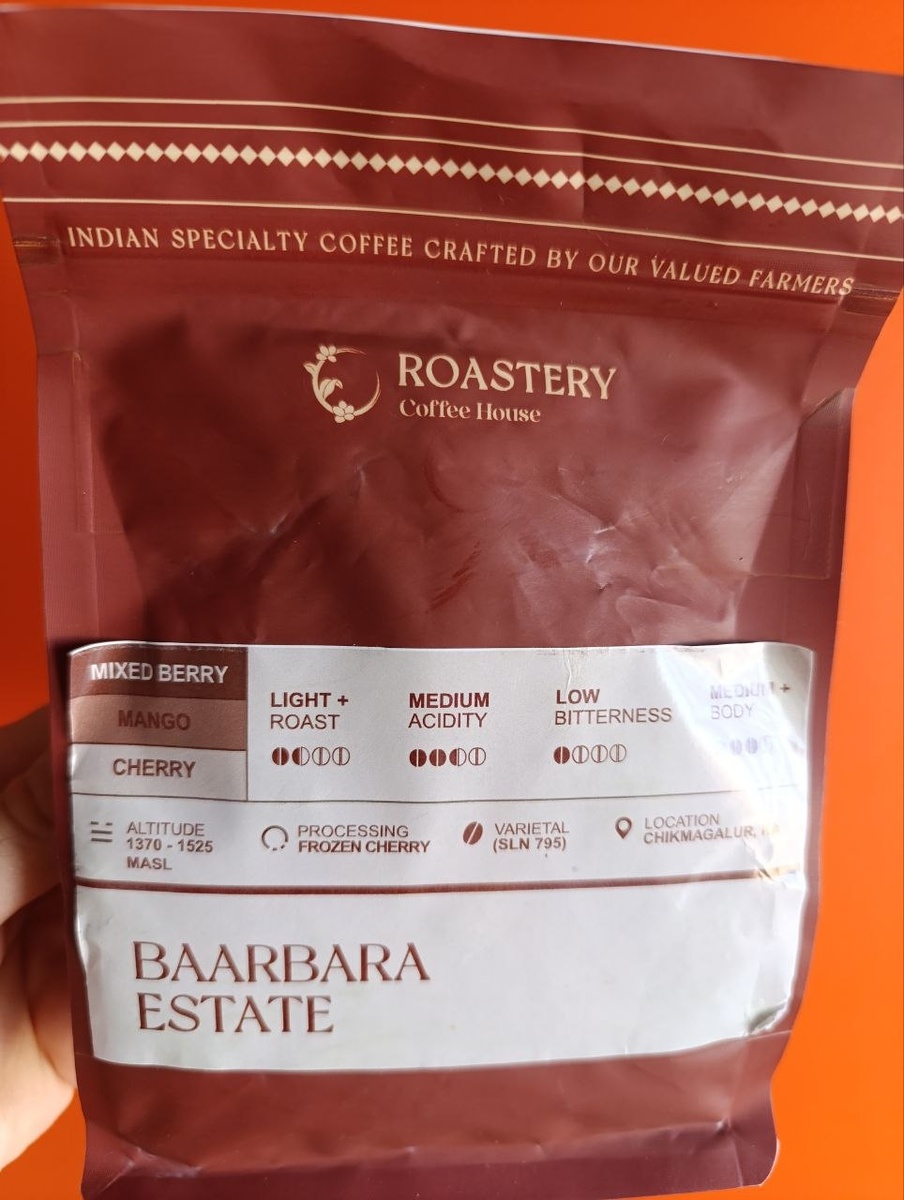 INDIAN SPECIALTY COFFEE CRAFTED BY OUR VALUED FARMERS
ROASTERY
Coffee House
MIXED BERRY
MANGO
CHERRY
LIGHT +
ROAST
MEDIUM
ACIDITY
LOW
BITTERNESS
MEDIUM +
BODY
ALTITUDE
1370 - 1525
MASL
PROCESSING
FROZEN CHERRY
VARIETAL
(SLN 795)
LOCATION
CHIKMAGALUR,
BAARBARA
ESTATE